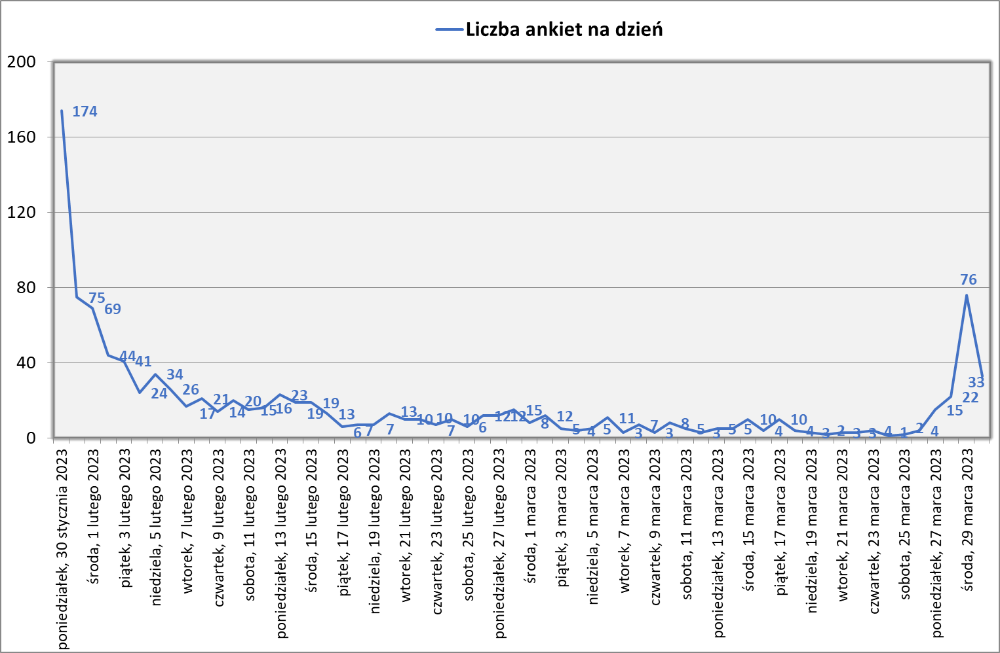 Liczba ankiet na dzień
200
160
120
80
40
0
174
75
69
44
41
24
34
26
17
21
14
20
15
16
23
19
19
13
6
7
7
13
10
10
7
10
6
12
12
15
8
12
5
4
5
11
3
7
3
8
5
3
5
5
10
4
10
4
3
2
3
3
4
1
2
4
15
22
76
33
poniedziałek, 30 stycznia 2023
środa, 1 lutego 2023
piątek, 3 lutego 2023
niedziela, 5 lutego 2023
wtorek, 7 lutego 2023
czwartek, 9 lutego 2023
sobota, 11 lutego 2023
poniedziałek, 13 lutego 2023
środa, 15 lutego 2023
piątek, 17 lutego 2023
niedziela, 19 lutego 2023
wtorek, 21 lutego 2023
czwartek, 23 lutego 2023
sobota, 25 lutego 2023
poniedziałek, 27 lutego 2023
środa, 1 marca 2023
piątek, 3 marca 2023
niedziela, 5 marca 2023
wtorek, 7 marca 2023
czwartek, 9 marca 2023
sobota, 11 marca 2023
poniedziałek, 13 marca 2023
środa, 15 marca 2023
piątek, 17 marca 2023
niedziela, 19 marca 2023
wtorek, 21 marca 2023
czwartek, 23 marca 2023
sobota, 25 marca 2023
poniedziałek, 27 marca 2023
środa, 29 marca 2023